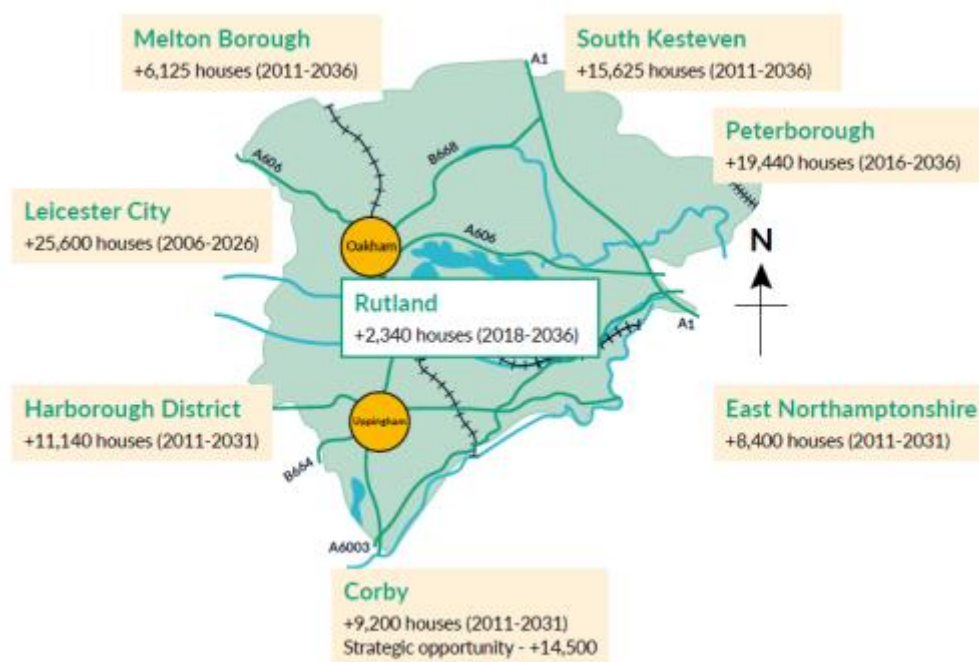 Melton Borough
+6,125 houses (2011-2036)
South Kesteven
+15,625 houses (2011-2036)
A1
Peterborough
+19,440 houses (2016-2036)
A606
B668
Leicester City
+25,600 houses (2006-2026)
Oakham
A606
N
Rutland
+2,340 houses (2018-2036)
A1
Harborough District
+11,140 houses (2011-2031)
Uppingham
East Northamptonshire
+8,400 houses (2011-2031)
B664
A6003
Corby
+9,200 houses (2011-2031)
Strategic opportunity - +14,500